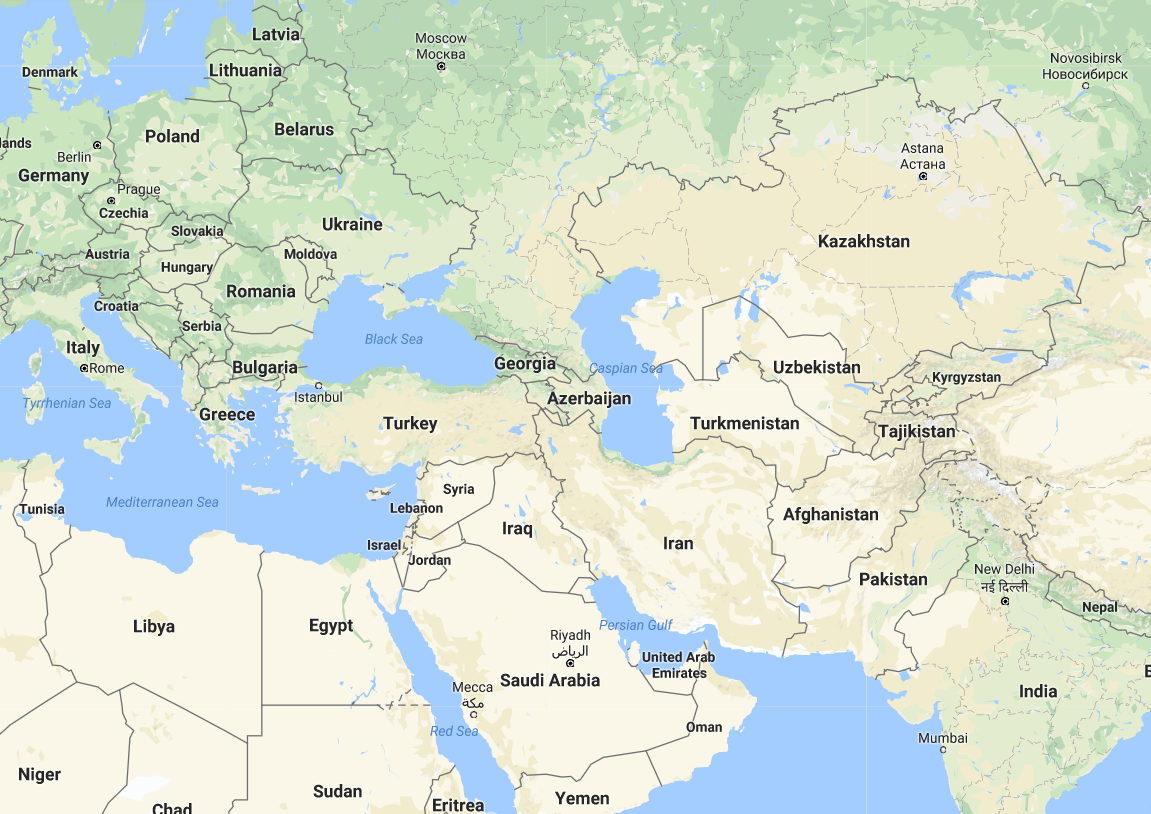 Latvia
Moscow
Москва
Novosibirsk
Новосибирск
Denmark
Lithuania
Belarus
Poland
lands
Berlin
Germany
Astana
Астана
Prague
Czechia
Slovakia
Ukraine
Kazakhstan
Austria
Moldova
Hungary
Romania
Croatia
Serbia
Black Sea
Italy
Rome
Bulgaria
Georgia
Caspian Sea
Uzbekistan
Kyrgyzstan
Istanbul
Azerbaijan
Tyrrhenian Sea
Greece
Turkey
Turkmenistan
Tajikistan
Syria
Mediterranean Sea
Tunisia
Lebanon
Afghanistan
Iraq
Israel
Iran
Jordan
New Delhi
नई दिल्ली
Pakistan
Nepal
Libya
Egypt
Persian Gulf
Riyadh
الرياض
United Arab
Emirates
Saudi Arabia
Mecca
مكة
India
Red Sea
Oman
Mumbai
Niger
Sudan
Yemen
Eritrea
Chad